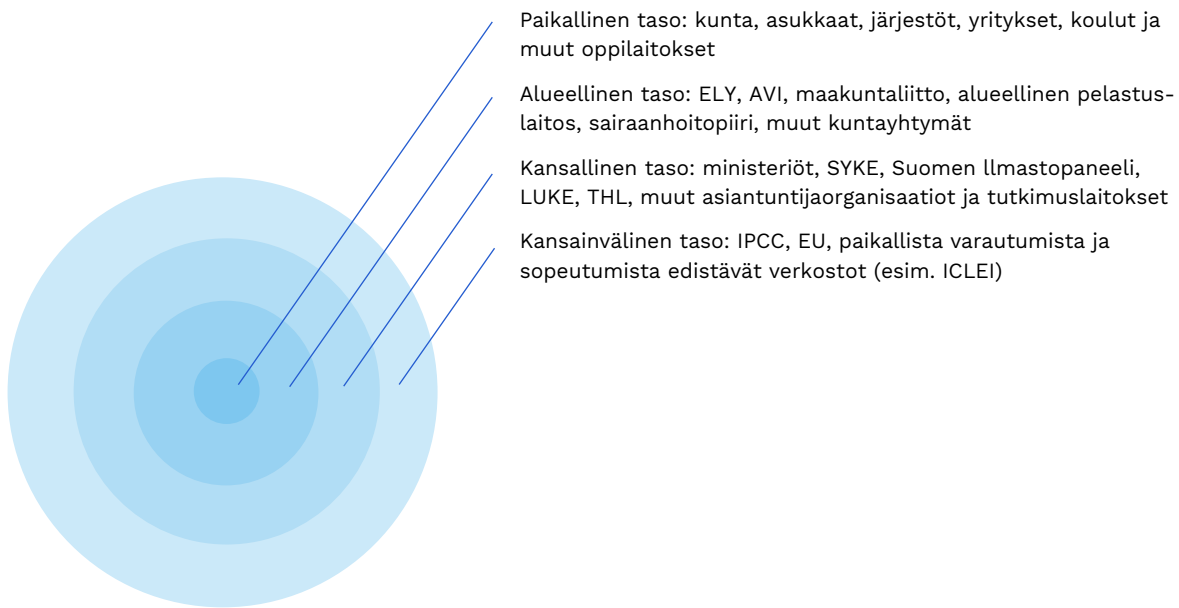 Paikallinen taso: kunta, asukkaat, järjestöt, yritykset, koulut ja
muut oppilaitokset
Alueellinen taso: ELY, AVI, maakuntaliitto, alueellinen pelastus-
laitos, sairaanhoitopiiri, muut kuntayhtymät
Kansallinen taso: ministeriöt, SYKE, Suomen llmastopaneeli,
LUKE, THL, muut asiantuntijaorganisaatiot ja tutkimuslaitokset
Kansainvälinen taso: IPCC, EU, paikallista varautumista ja
sopeutumista edistävät verkostot (esim. ICLEI)